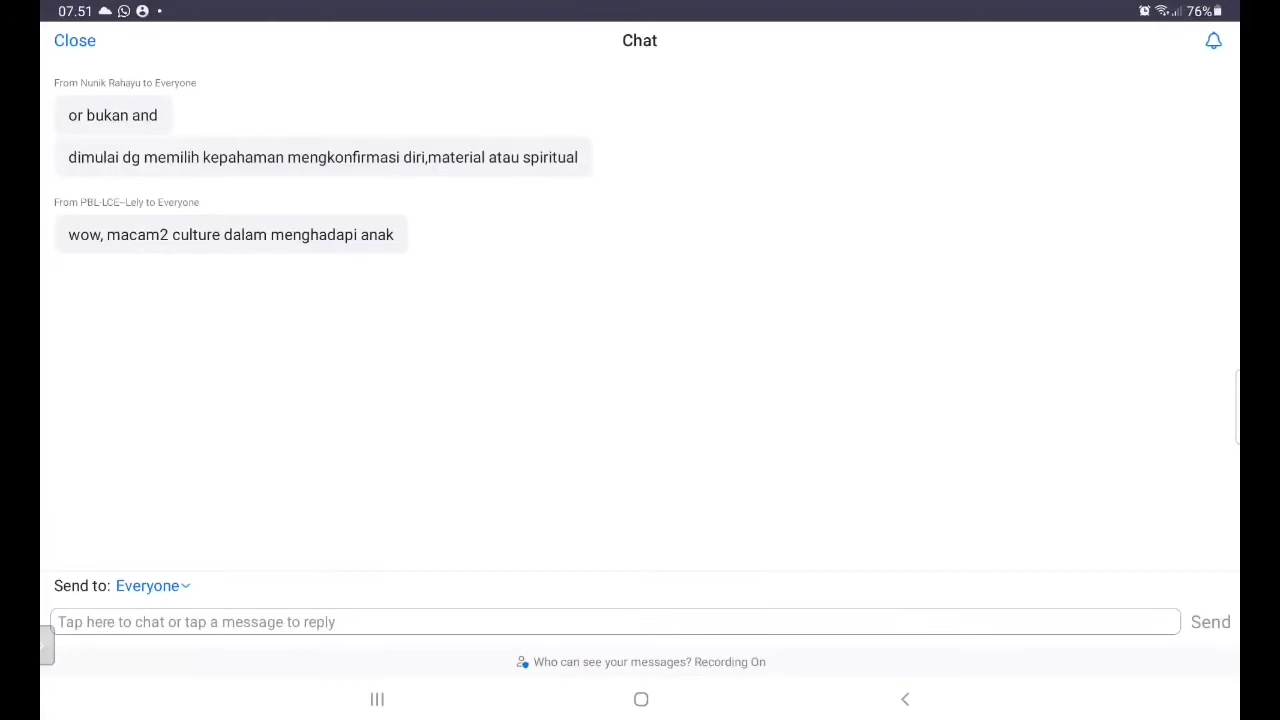 07.51
76%
Close
Chat
From Nunik Rahayu to Everyone
or bukan and
dimulai dg memilih kepahaman mengkonfirmasi diri,material atau spiritual
From PBL-LCE--Lely to Everyone
wow, macam2 culture dalam menghadapi anak
Send to: Everyone
Tap here to chat or tap a message to reply
Send
Who can see your messages? Recording On